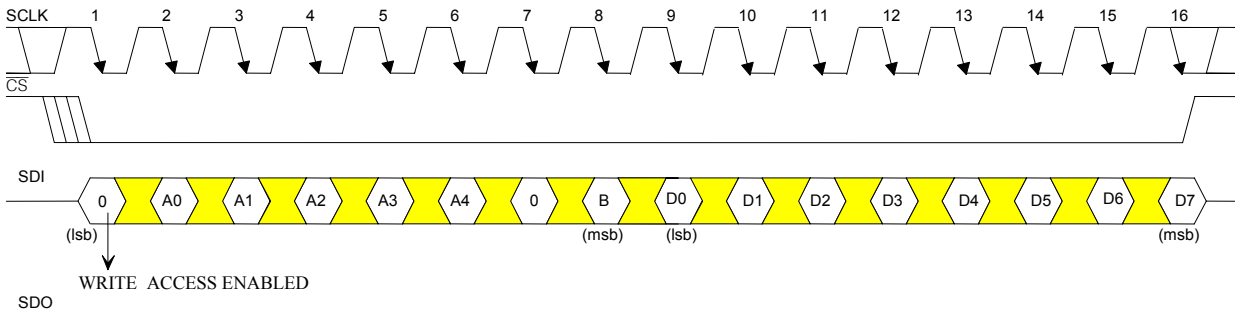 SCLK 1 2 3 4 5 6 7 8 9 10 11 12 13 14 15 16
CS
SDI
0 A0 A1 A2 A3 A4 0 B D0 D1 D2 D3 D4 D5 D6 D7
(lsb) (msb) (lsb) (msb)
WRITE ACCESS ENABLED
SDO